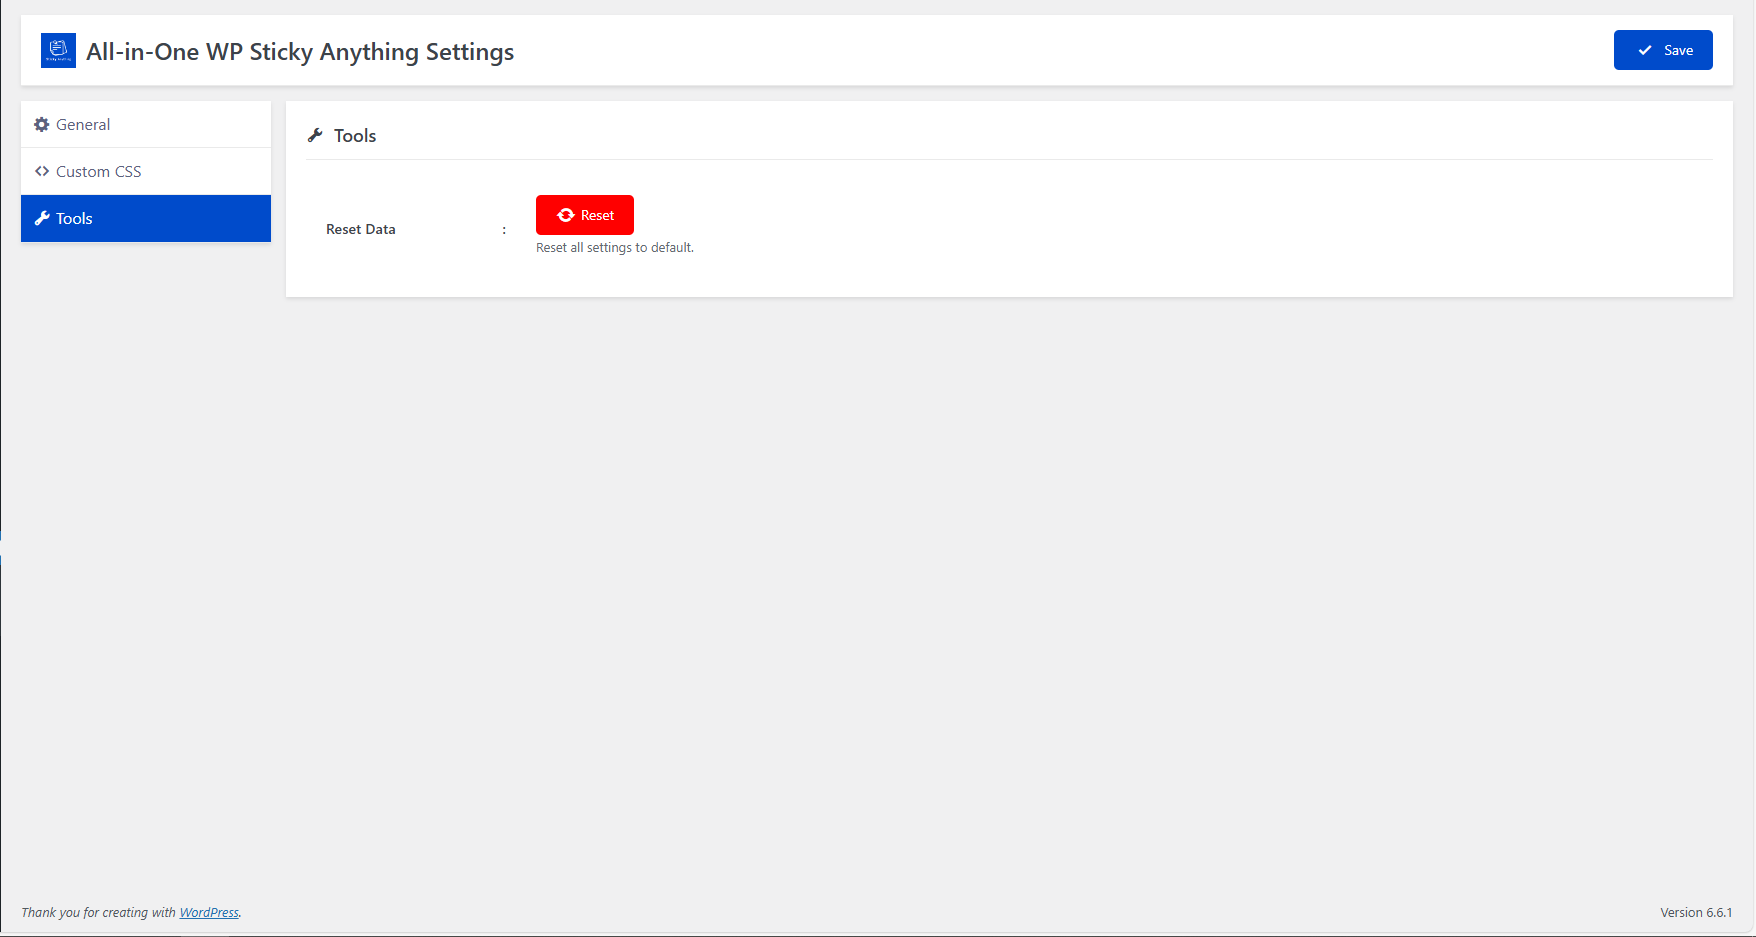 All-in-One WP Sticky Anything Settings
Save
General
Custom CSS
Tools
Tools
Reset Data :
Reset
Reset all settings to default.
Thank you for creating with WordPress.
Version 6.6.1